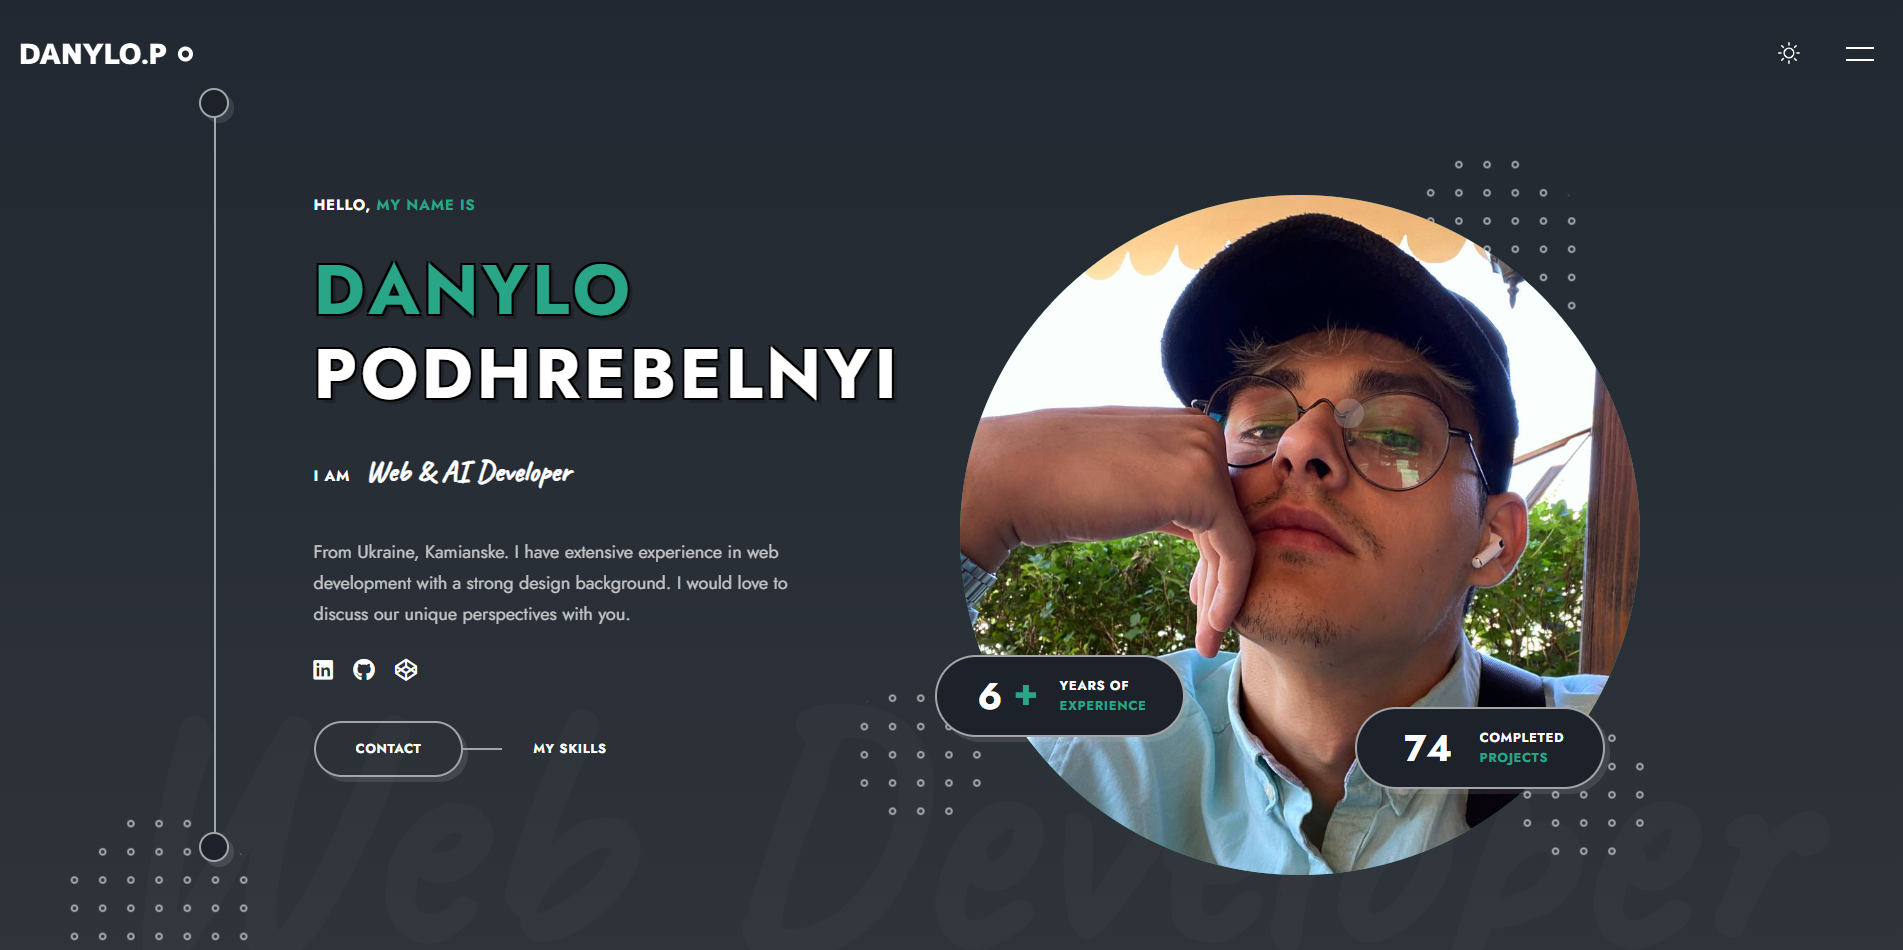 DANYLO.P
HELLO, MY NAME IS
DANYLO
PODHREBELNYI
I AM Web & AI Developer
From Ukraine, Kamianske. I have extensive experience in web
development with a strong design background. I would love to
discuss our unique perspectives with you.
in
CONTACT
MY SKILLS
6 + YEARS OF
EXPERIENCE
74 COMPLETED
PROJECTS
Web Developer